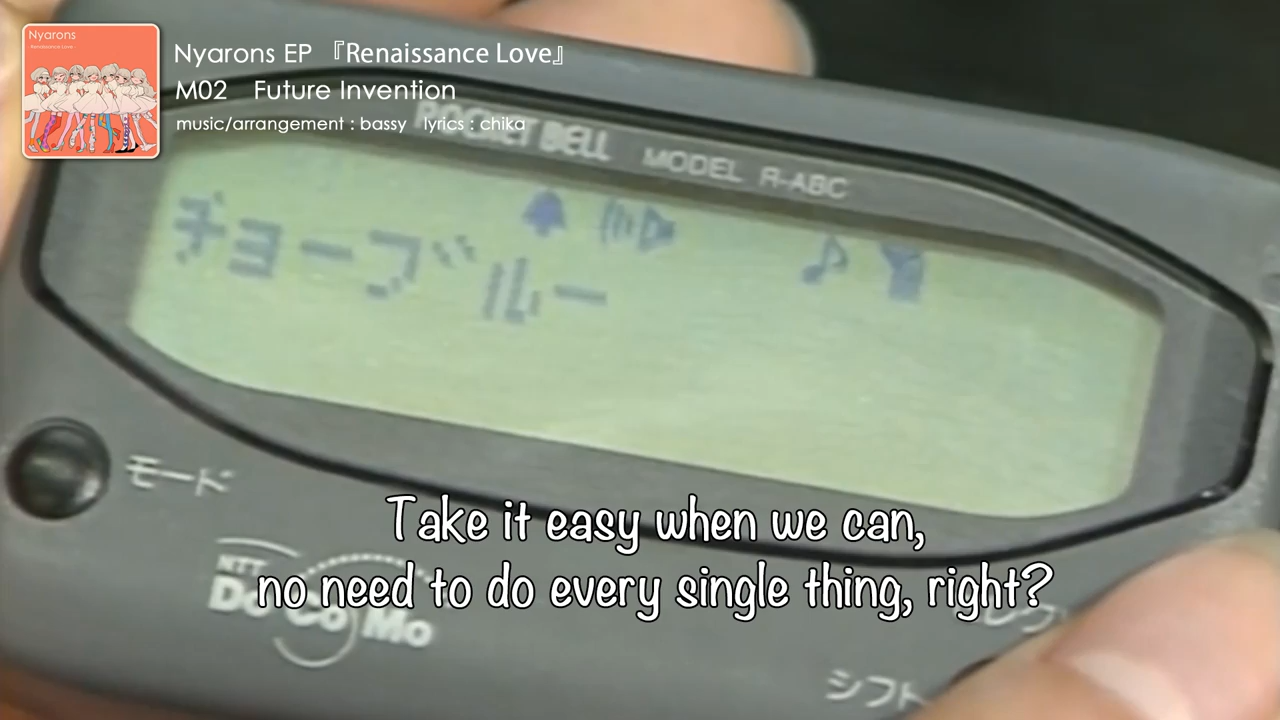 Nyarons
Renaissance Love
Nyarons EP 『Renaissance Love』
M02 Future Invention
music/arrangement : bassy lyrics : chika
POCKET BELL MODEL R-ABC
チョーブルー
モード
Take it easy when we can,
no need to do every single thing, right?
NTT
DoCoMo
シフト